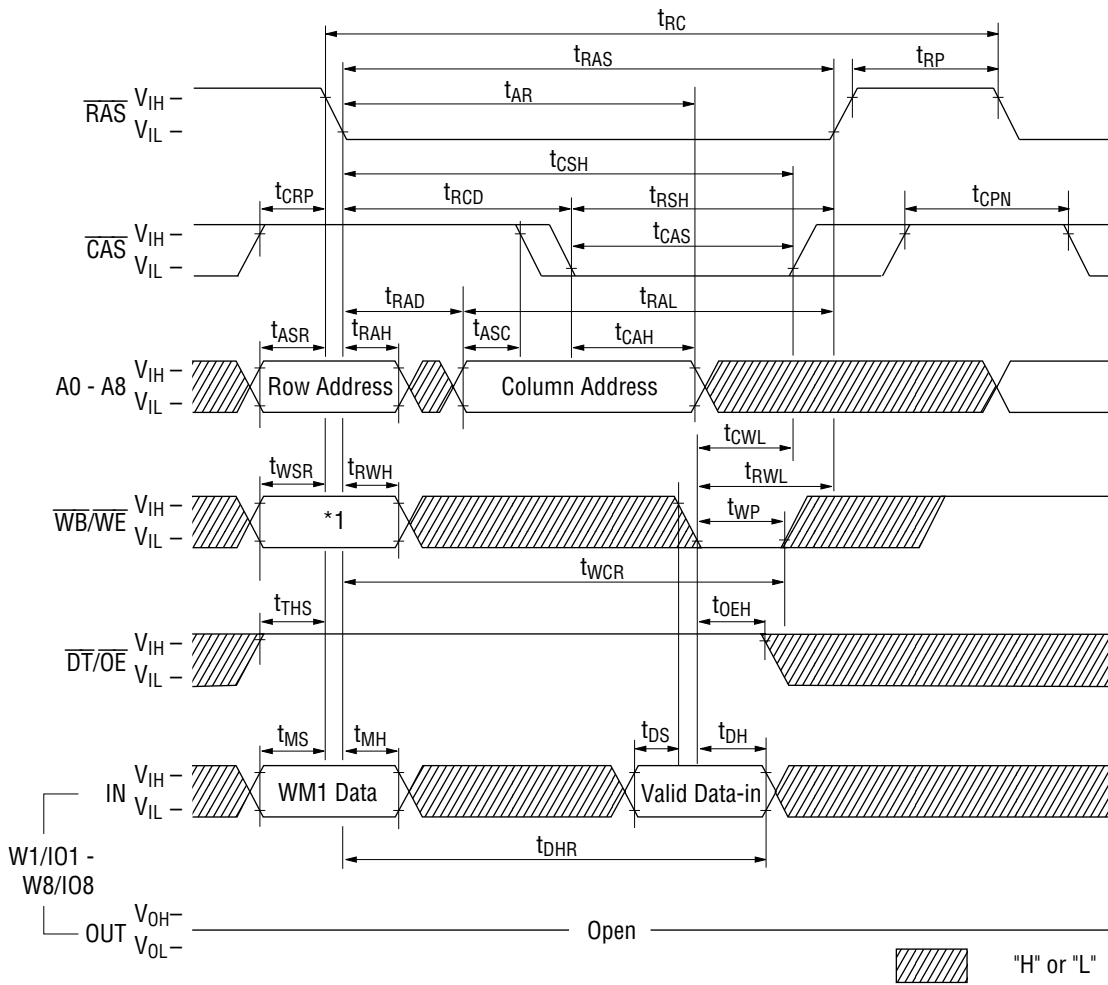 tRC
tRAS
tRP
tAR
RAS
VIH –
VIL –
tCSH
tCRP
tRCD
tRSH
tCPN
CAS
VIH –
VIL –
tCAS
tRAD
tRAL
tASR
tRAH
tASC
tCAH
A0 - A8
VIH –
VIL –
Row Address
Column Address
tCWL
tWSR
tRWH
tRWL
WB/WE
VIH –
VIL –
*1
tWP
tWCR
tTHS
tOEH
DT/OE
VIH –
VIL –
tMS
tMH
tDS
tDH
IN
VIH –
VIL –
WM1 Data
Valid Data-in
tDHR
W1/IO1 -
W8/IO8
OUT
VOH–
VOL–
Open
"H" or "L"